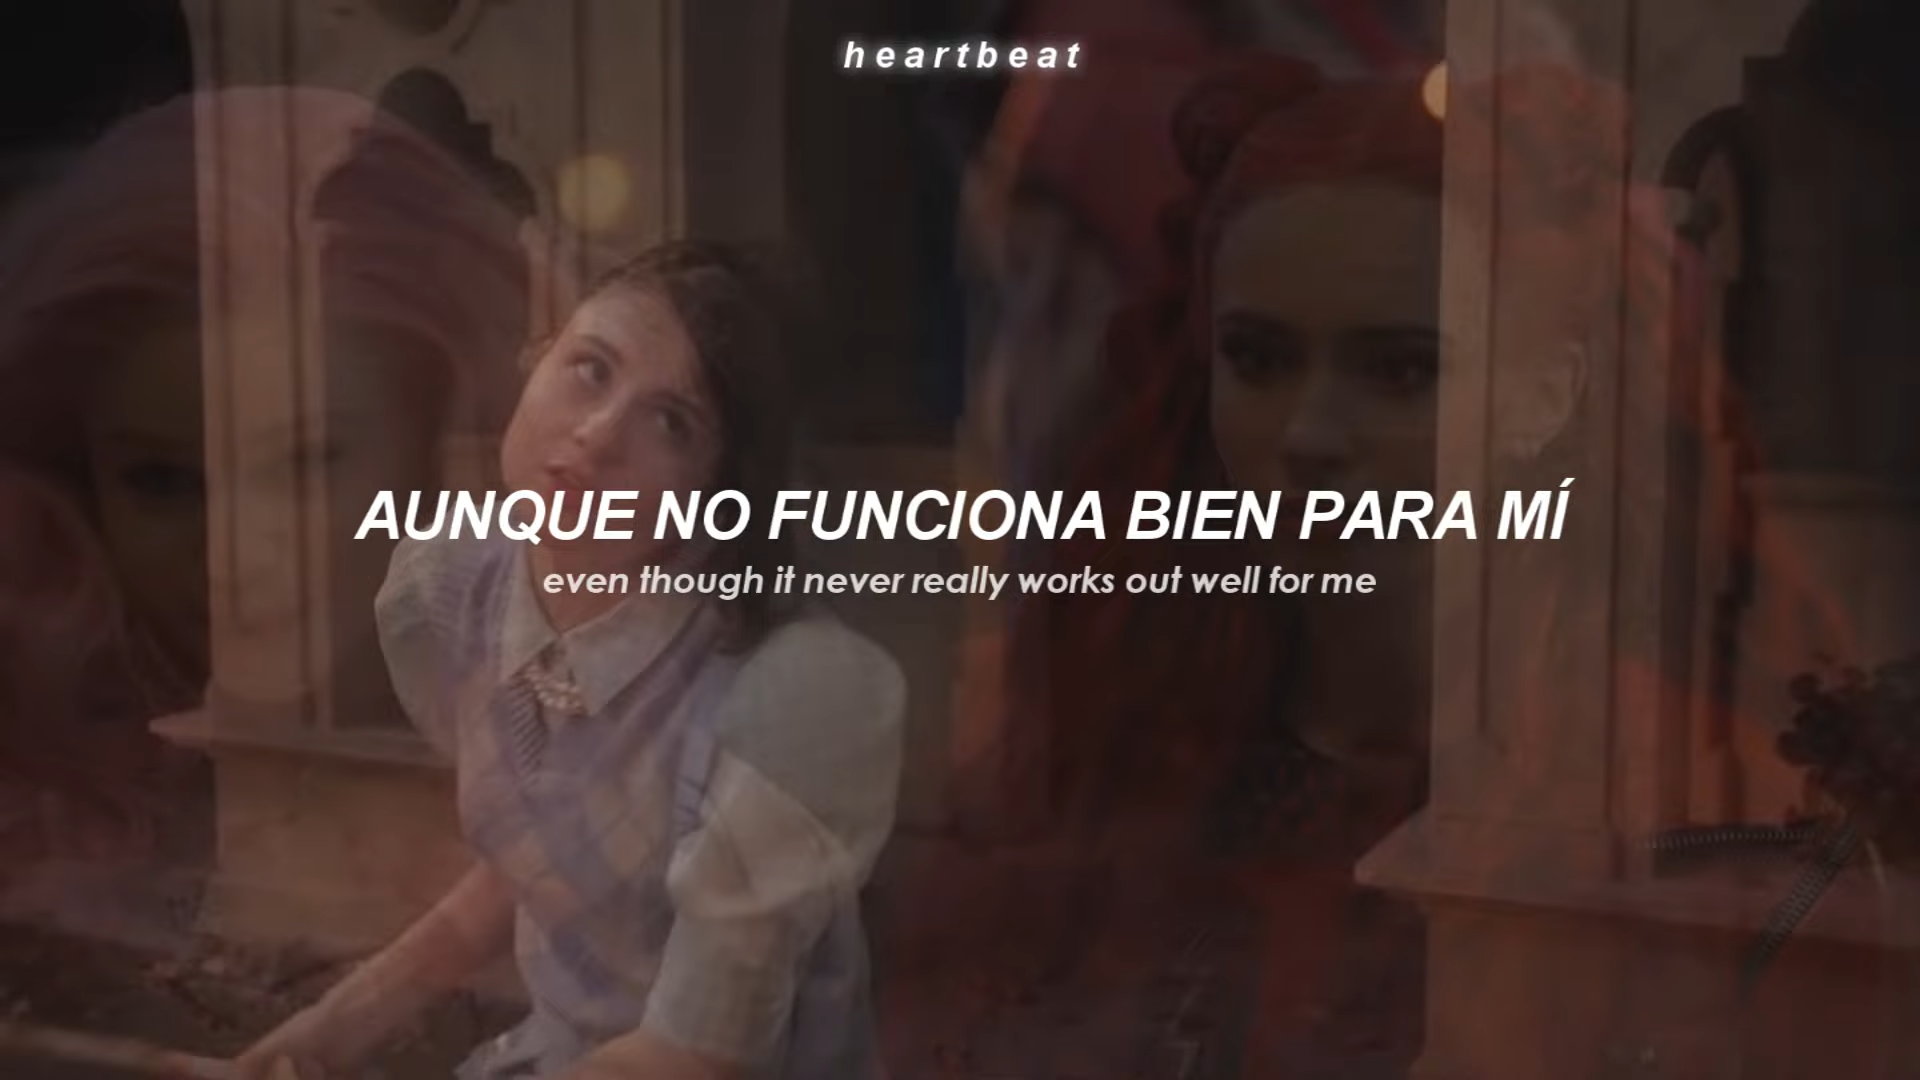 heartbeat
AUNQUE NO FUNCIONA BIEN PARA MÍ
even though it never really works out well for me